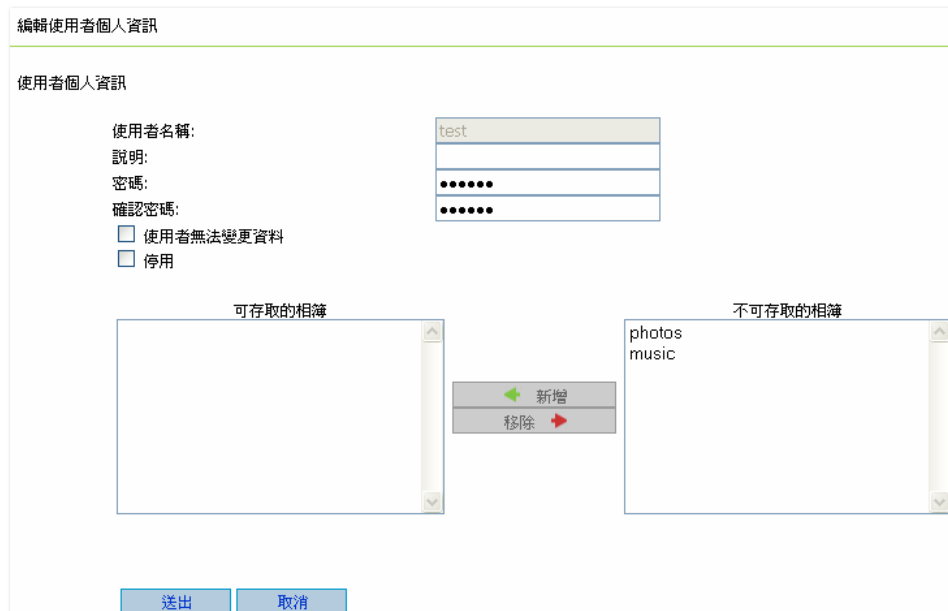 編輯使用者個人資訊
使用者個人資訊
使用者名稱: test
說明:
密碼: ●●●●●●
確認密碼: ●●●●●●
使用者無法變更資料
停用
可存取的相簿 不可存取的相簿
photos
music
新增
移除
送出 取消